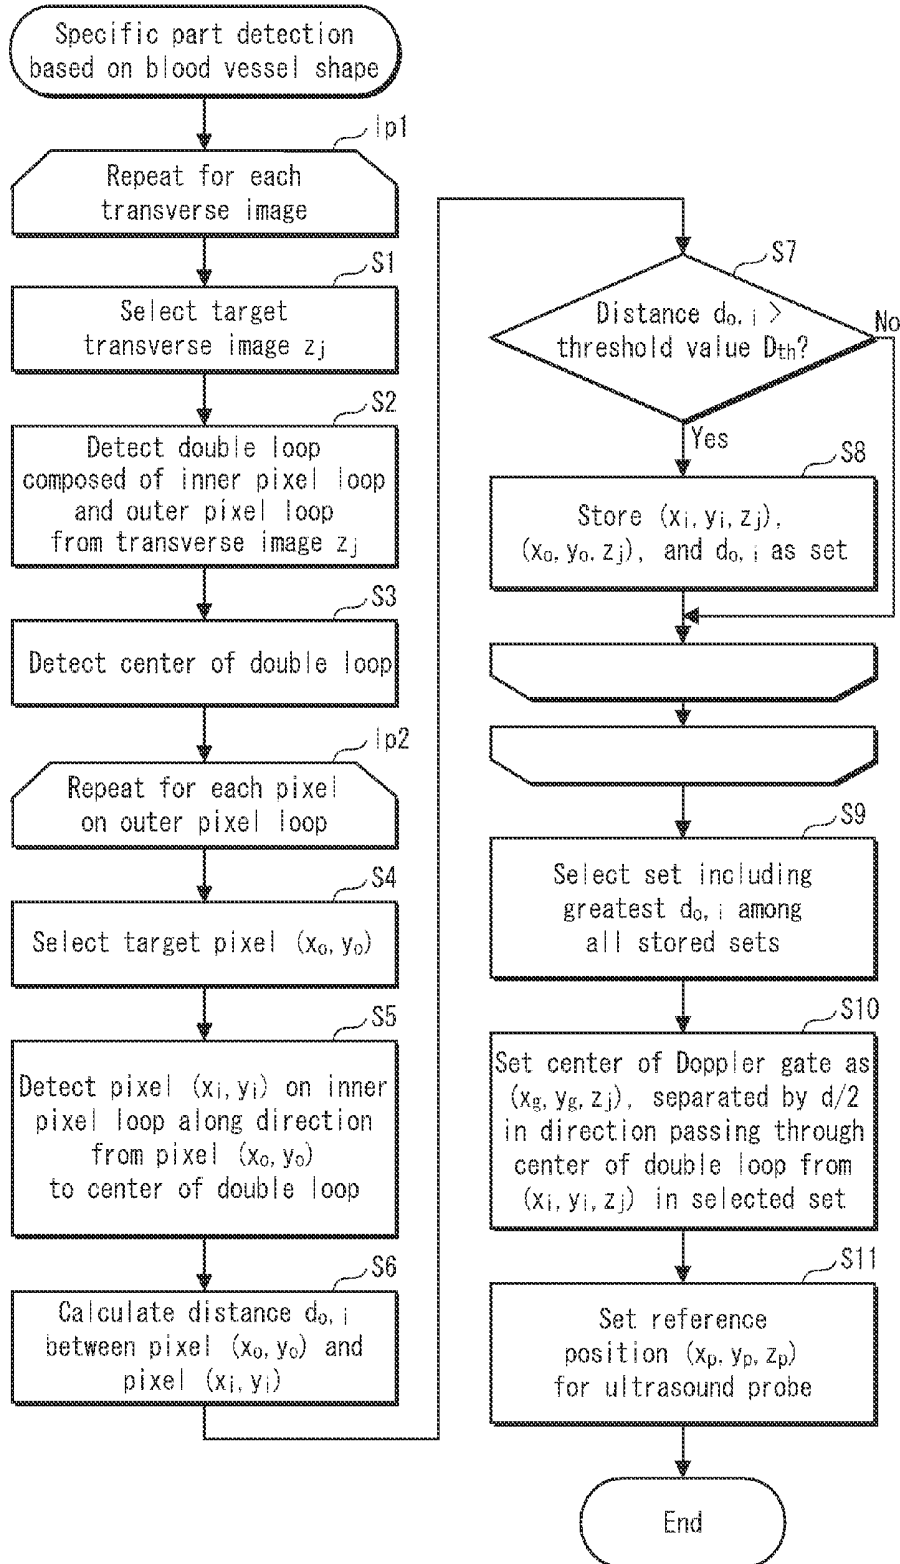 Specific part detection
based on blood vessel shape
lp1
Repeat for each
transverse image
S1
Select target
transverse image zj
S2
Detect double loop
composed of inner pixel loop
and outer pixel loop
from transverse image zj
S3
Detect center of double loop
lp2
Repeat for each pixel
on outer pixel loop
S4
Select target pixel (xo, yo)
S5
Detect pixel (xi, yi) on inner
pixel loop along direction
from pixel (xo, yo)
to center of double loop
S6
Calculate distance do, i
between pixel (xo, yo) and
pixel (xi, yi)
S7
Distance do, i >
threshold value Dth?
No
Yes
S8
Store (xi, yi, zj),
(xo, yo, zj), and do, i as set
S9
Select set including
greatest do, i among
all stored sets
S10
Set center of Doppler gate as
(xg, yg, zj), separated by d/2
in direction passing through
center of double loop from
(xi, yi, zj) in selected set
S11
Set reference
position (xp, yp, zp)
for ultrasound probe
End